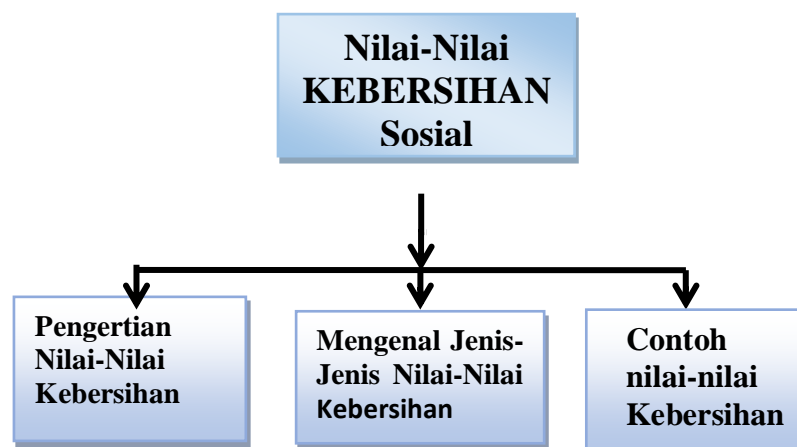 Nilai-Nilai
KEBERSIHAN
Sosial
Pengertian
Nilai-Nilai
Kebersihan
Mengenal Jenis-
Jenis Nilai-Nilai
Kebersihan
Contoh
nilai-nilai
Kebersihan